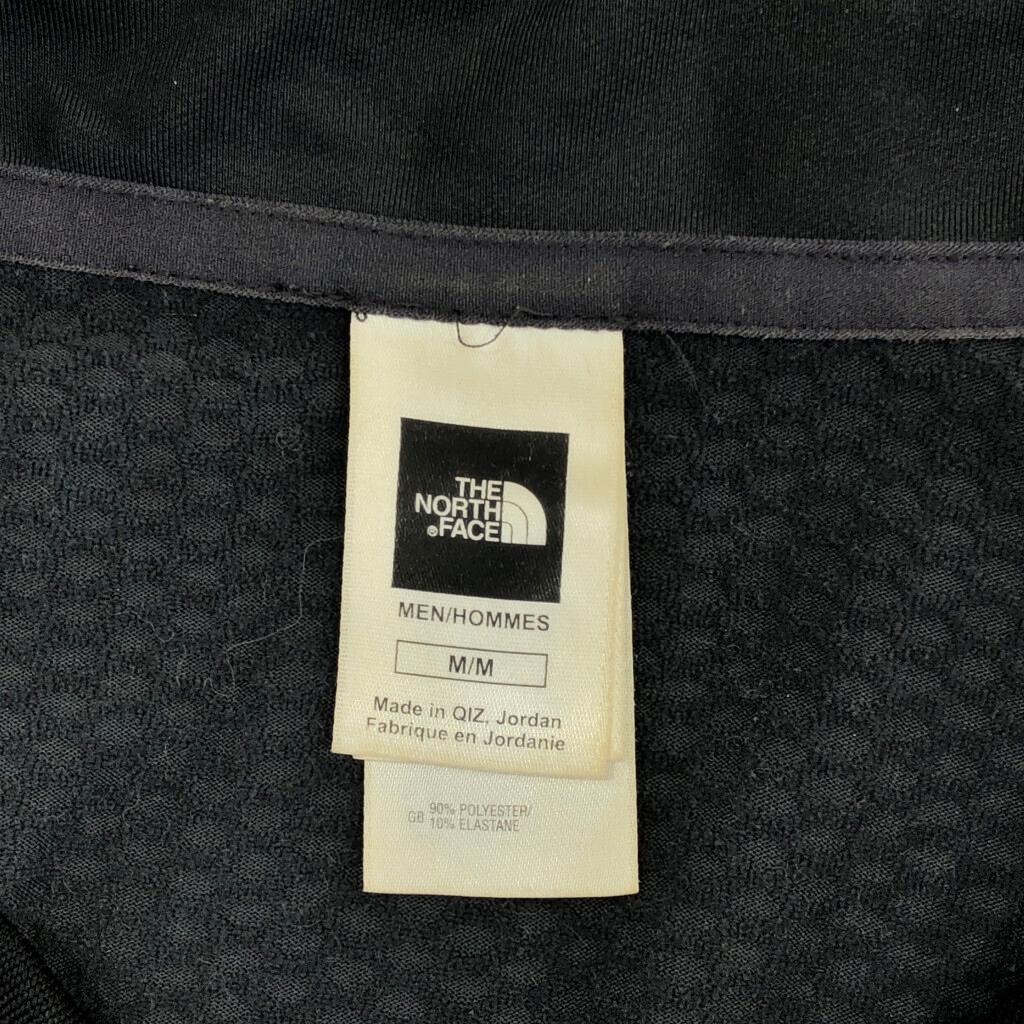 THE
NORTH
®FACE
MEN/HOMMES
M/M
Made in QIZ, Jordan
Fabrique en Jordanie
GB 90% POLYESTER/
10% ELASTANE